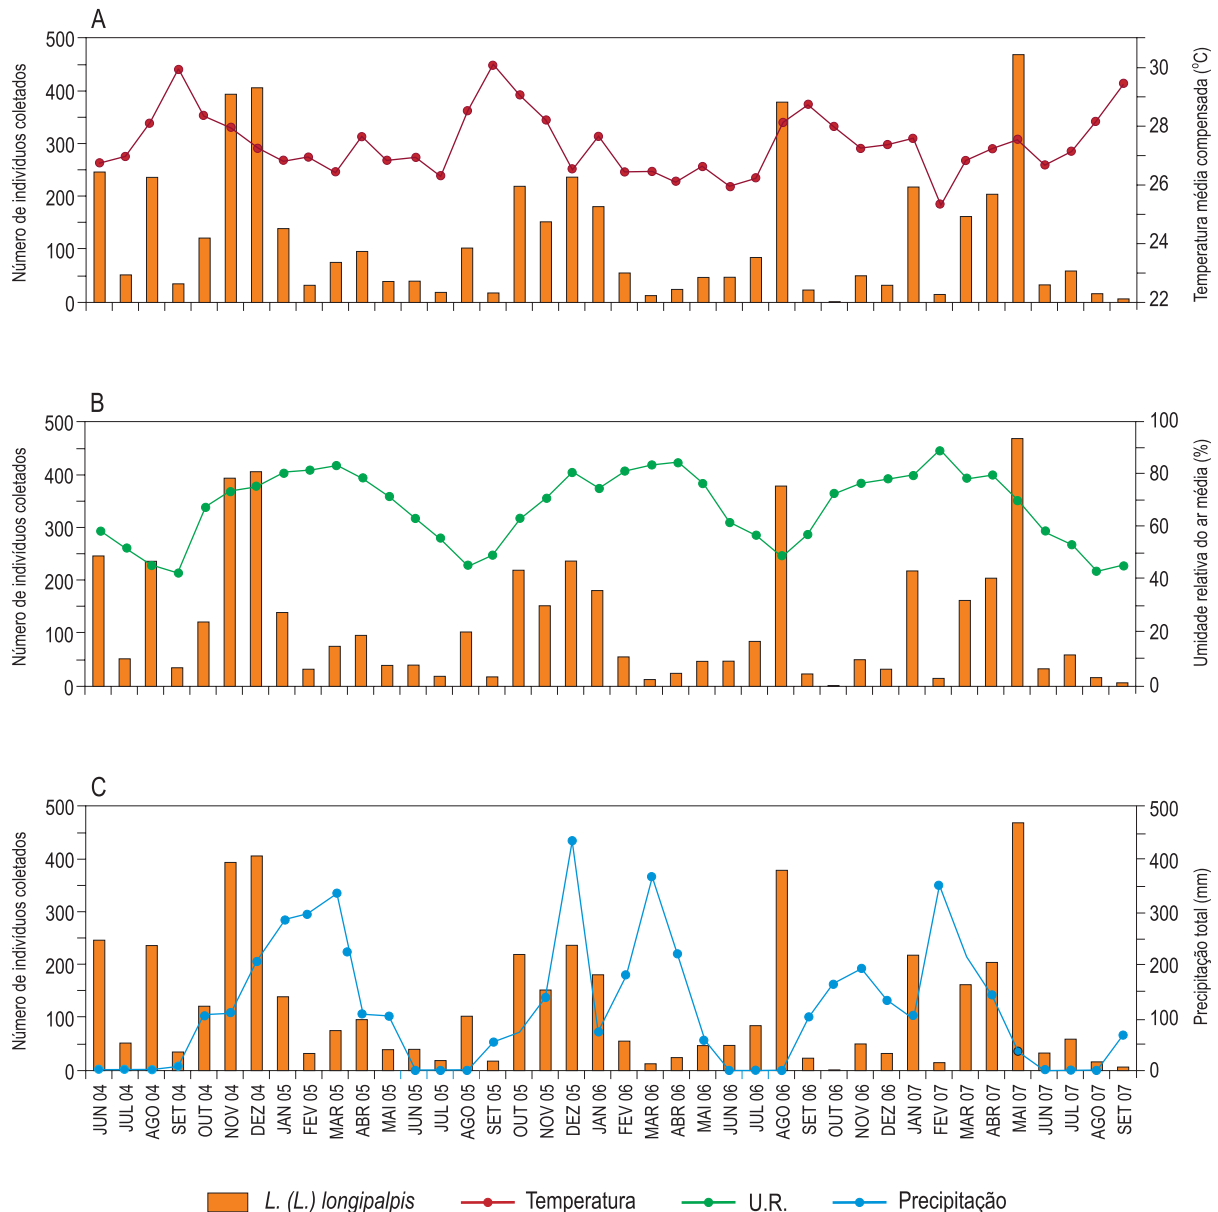 A
Número de indivíduos coletados
500
400
300
200
100
0
Temperatura média compensada (°C)
30
28
26
24
22
B
Número de indivíduos coletados
500
400
300
200
100
0
Umidade relativa do ar média (%)
100
80
60
40
20
0
C
Número de indivíduos coletados
500
400
300
200
100
0
Precipitação total (mm)
500
400
300
200
100
0
JUN 04
JUL 04
AGO 04
SET 04
OUT 04
NOV 04
DEZ 04
JAN 05
FEV 05
MAR 05
ABR 05
MAI 05
JUN 05
JUL 05
AGO 05
SET 05
OUT 05
NOV 05
DEZ 05
JAN 06
FEV 06
MAR 06
ABR 06
MAI 06
JUN 06
JUL 06
AGO 06
SET 06
OUT 06
NOV 06
DEZ 06
JAN 07
FEV 07
MAR 07
ABR 07
MAI 07
JUN 07
JUL 07
AGO 07
SET 07
L. (L.) longipalpis
Temperatura
U.R.
Precipitação